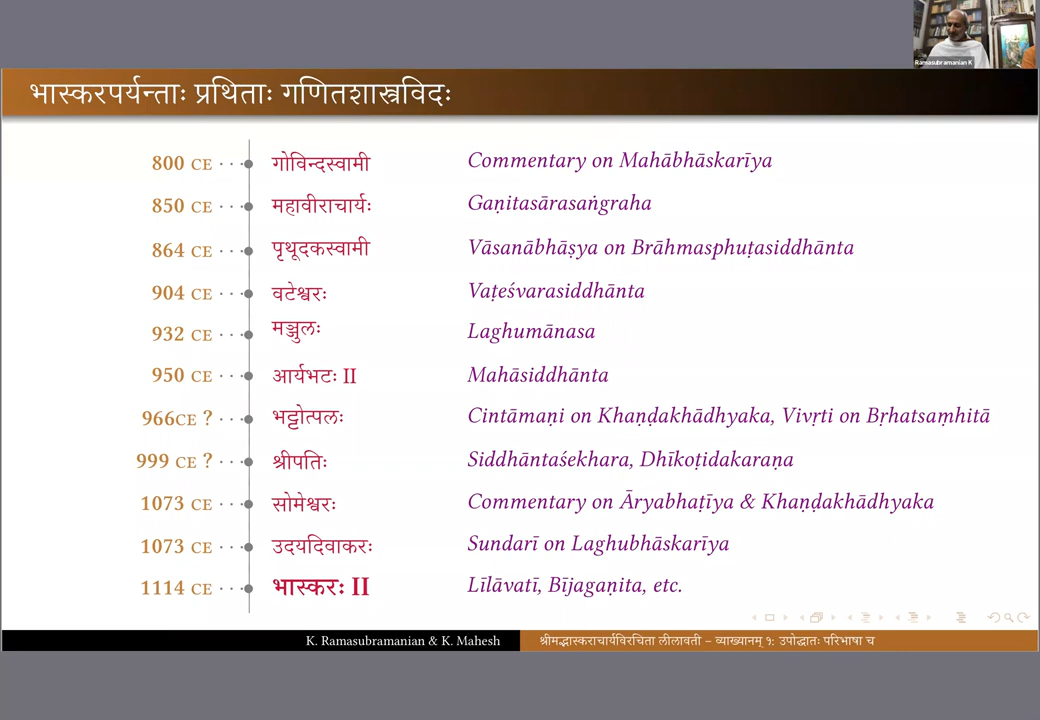 Ramasubramanian K
भास्करपर्यन्ताः प्रथिताः गणितशास्त्रविदः
800 CE ··· गोविन्दस्वामी Commentary on Mahābhāskarīya
850 CE ··· महावीराचार्यः Gaṇitasārasaṅgraha
864 CE ··· पृथूदकस्वामी Vāsanābhāṣya on Brāhmasphuṭasiddhānta
904 CE ··· वटेश्वरः Vaṭeśvarasiddhānta
932 CE ··· मञ्जुलः Laghumānasa
950 CE ··· आर्यभटः II Mahāsiddhānta
966CE ? ··· भट्टोत्पलः Cintāmaṇi on Khaṇḍakhādhyaka, Vivṛti on Bṛhatsaṃhitā
999 CE ? ··· श्रीपतिः Siddhāntaśekhara, Dhīkoṭidakaraṇa
1073 CE ··· सोमेश्वरः Commentary on Āryabhaṭīya & Khaṇḍakhādhyaka
1073 CE ··· उदयदिवाकरः Sundarī on Laghubhāskarīya
1114 CE ··· भास्करः II Līlāvatī, Bījagaṇita, etc.
K. Ramasubramanian & K. Mahesh श्रीमद्भास्कराचार्यविरचिता लीलावती – व्याख्यानम् १: उपोद्घातः परिभाषा च